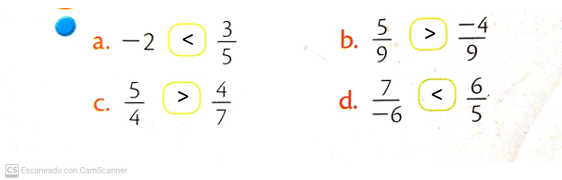 a. −2 < 3/5 b. 5/9 > −4/9
c. 5/4 > 4/7 d. 7/−6 < 6/5
CS Escaneado con CamScanner